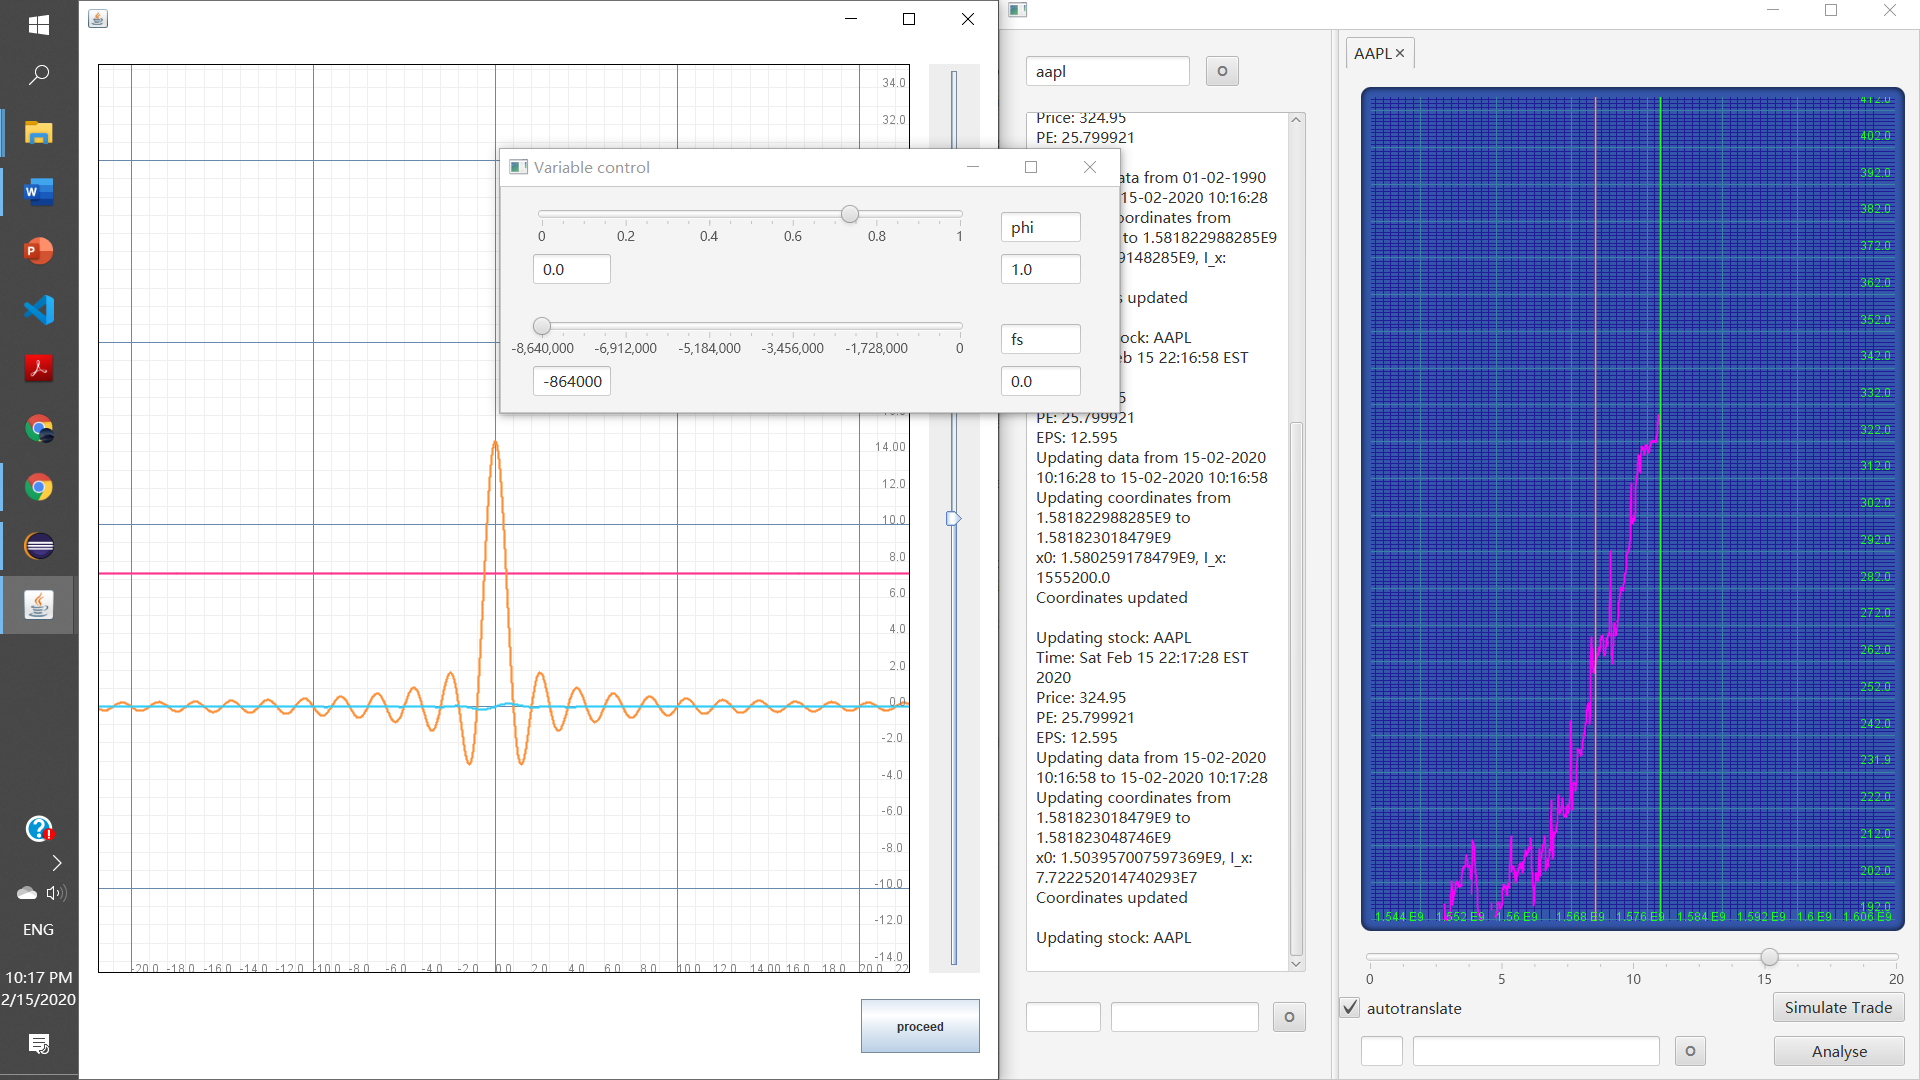 34.0
32.0
14.00
12.0
10.0
8.0
6.0
4.0
2.0
0.0
-2.0
-4.0
-6.0
-8.0
-10.0
-12.0
-14.0
-20.0 -18.0 -16.0 -14.0 -12.0 -10.0 -8.0 -6.0 -4.0 -2.0 0.0 2.0 4.0 6.0 8.0 10.0 12.0 14.00 16.0 18.0 20.0 22
proceed
Variable control
0 0.2 0.4 0.6 0.8 1
phi
0.0
1.0
-8,640,000 -6,912,000 -5,184,000 -3,456,000 -1,728,000 0
fs
-864000
0.0
aapl
o
Price: 324.95
PE: 25.799921
ata from 01-02-1990
15-02-2020 10:16:28
oordinates from
to 1.581822988285E9
9148285E9, I_x:
s updated
ock: AAPL
b 15 22:16:58 EST
5
PE: 25.799921
EPS: 12.595
Updating data from 15-02-2020
10:16:28 to 15-02-2020 10:16:58
Updating coordinates from
1.581822988285E9 to
1.581823018479E9
x0: 1.580259178479E9, I_x:
1555200.0
Coordinates updated
Updating stock: AAPL
Time: Sat Feb 15 22:17:28 EST
2020
Price: 324.95
PE: 25.799921
EPS: 12.595
Updating data from 15-02-2020
10:16:58 to 15-02-2020 10:17:28
Updating coordinates from
1.581823018479E9 to
1.581823048746E9
x0: 1.503957007597369E9, I_x:
7.722252014740293E7
Coordinates updated
Updating stock: AAPL
o
AAPL
412.0
402.0
392.0
382.0
372.0
362.0
352.0
342.0
332.0
322.0
312.0
302.0
292.0
282.0
272.0
262.0
252.0
242.0
231.9
222.0
212.0
202.0
192.0
1.544 E9 1.552 E9 1.56 E9 1.568 E9 1.576 E9 1.584 E9 1.592 E9 1.6 E9 1.606 E9
0 5 10 15 20
autotranslate
Simulate Trade
o
Analyse
ENG
10:17 PM
2/15/2020